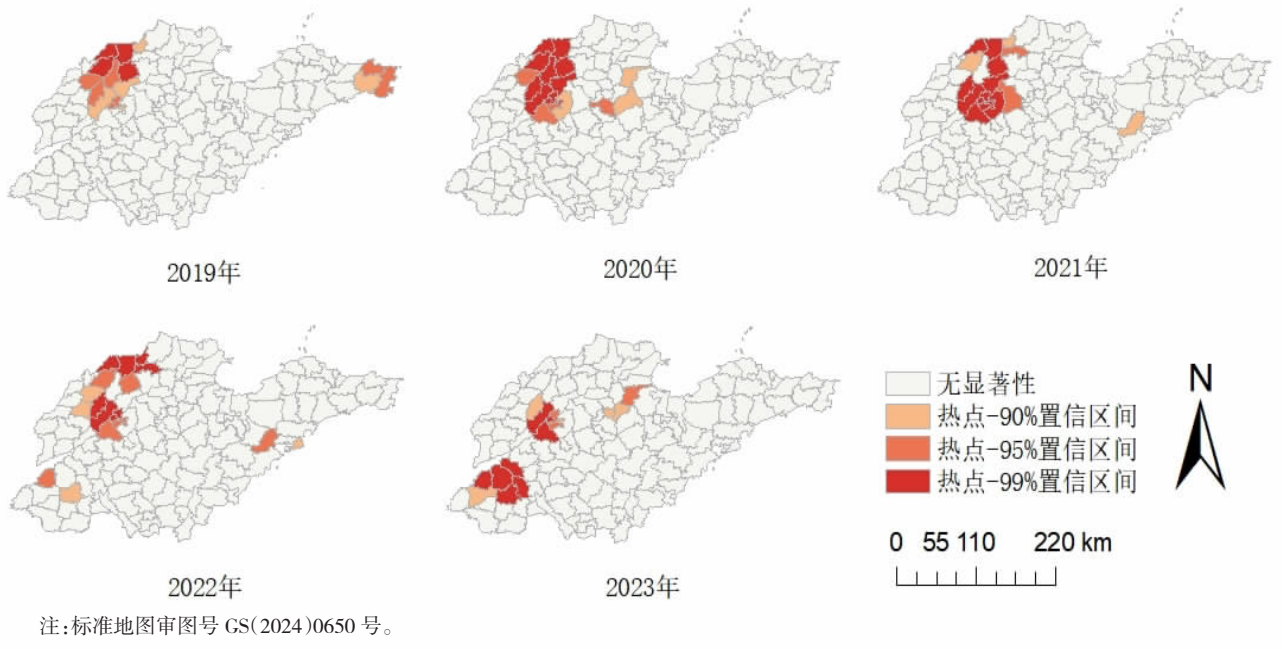 2019年
2020年
2021年
2022年
2023年
无显著性
热点-90%置信区间
热点-95%置信区间
热点-99%置信区间
N
0 55 110 220 km
注:标准地图审图号 GS(2024)0650 号。